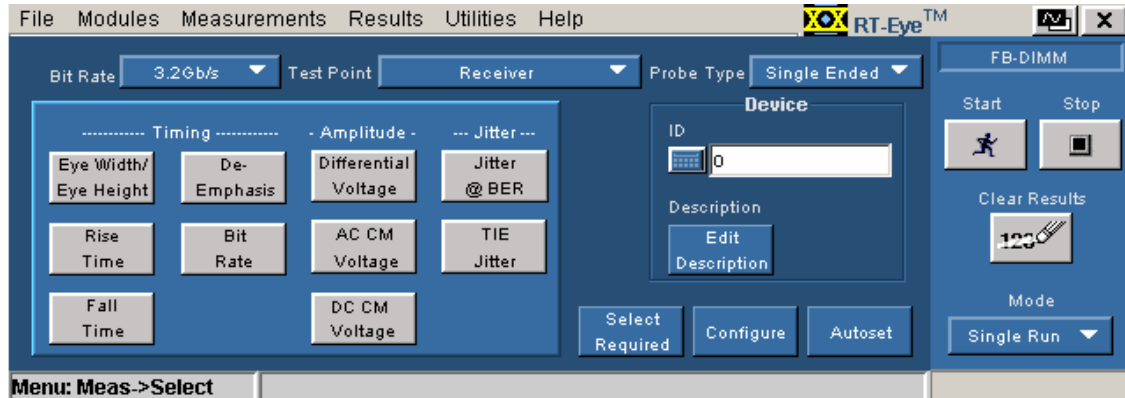 File Modules Measurements Results Utilities Help RT-Eye™
Bit Rate 3.2Gb/s Test Point Receiver Probe Type Single Ended
FB-DIMM
------------ Timing ------------ - Amplitude - --- Jitter ---
Eye Width/
Eye Height
De-
Emphasis
Differential
Voltage
Jitter
@ BER
Rise
Time
Bit
Rate
AC CM
Voltage
TIE
Jitter
Fall
Time
DC CM
Voltage
Device
ID
0
Description
Edit
Description
Select
Required
Configure
Autoset
Start Stop
Clear Results
123
Mode
Single Run
Menu: Meas->Select